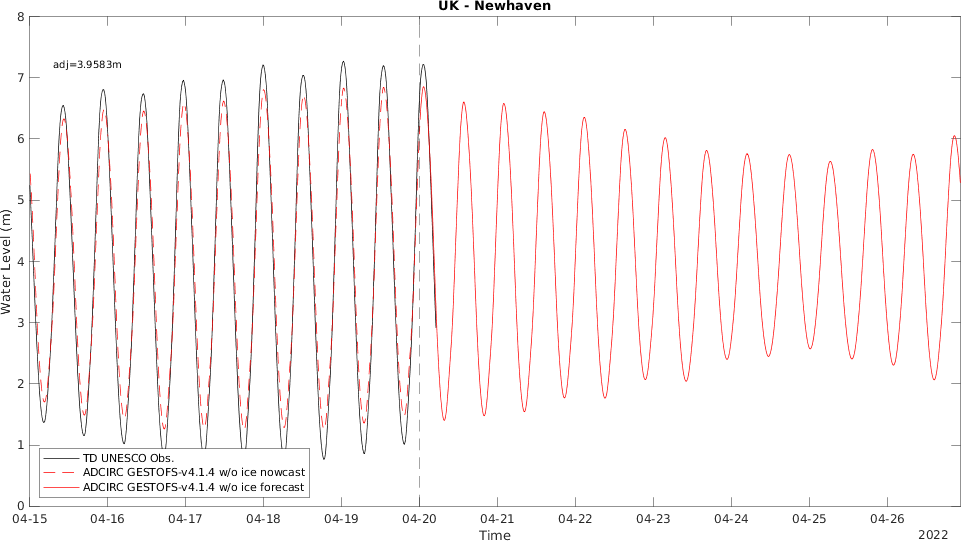 UK - Newhaven
8
adj=3.9583m
7
6
5
4
3
2
1
0
Water Level (m)
TD UNESCO Obs.
ADCIRC GESTOFS-v4.1.4 w/o ice nowcast
ADCIRC GESTOFS-v4.1.4 w/o ice forecast
04-15 04-16 04-17 04-18 04-19 04-20 04-21 04-22 04-23 04-24 04-25 04-26
Time
2022